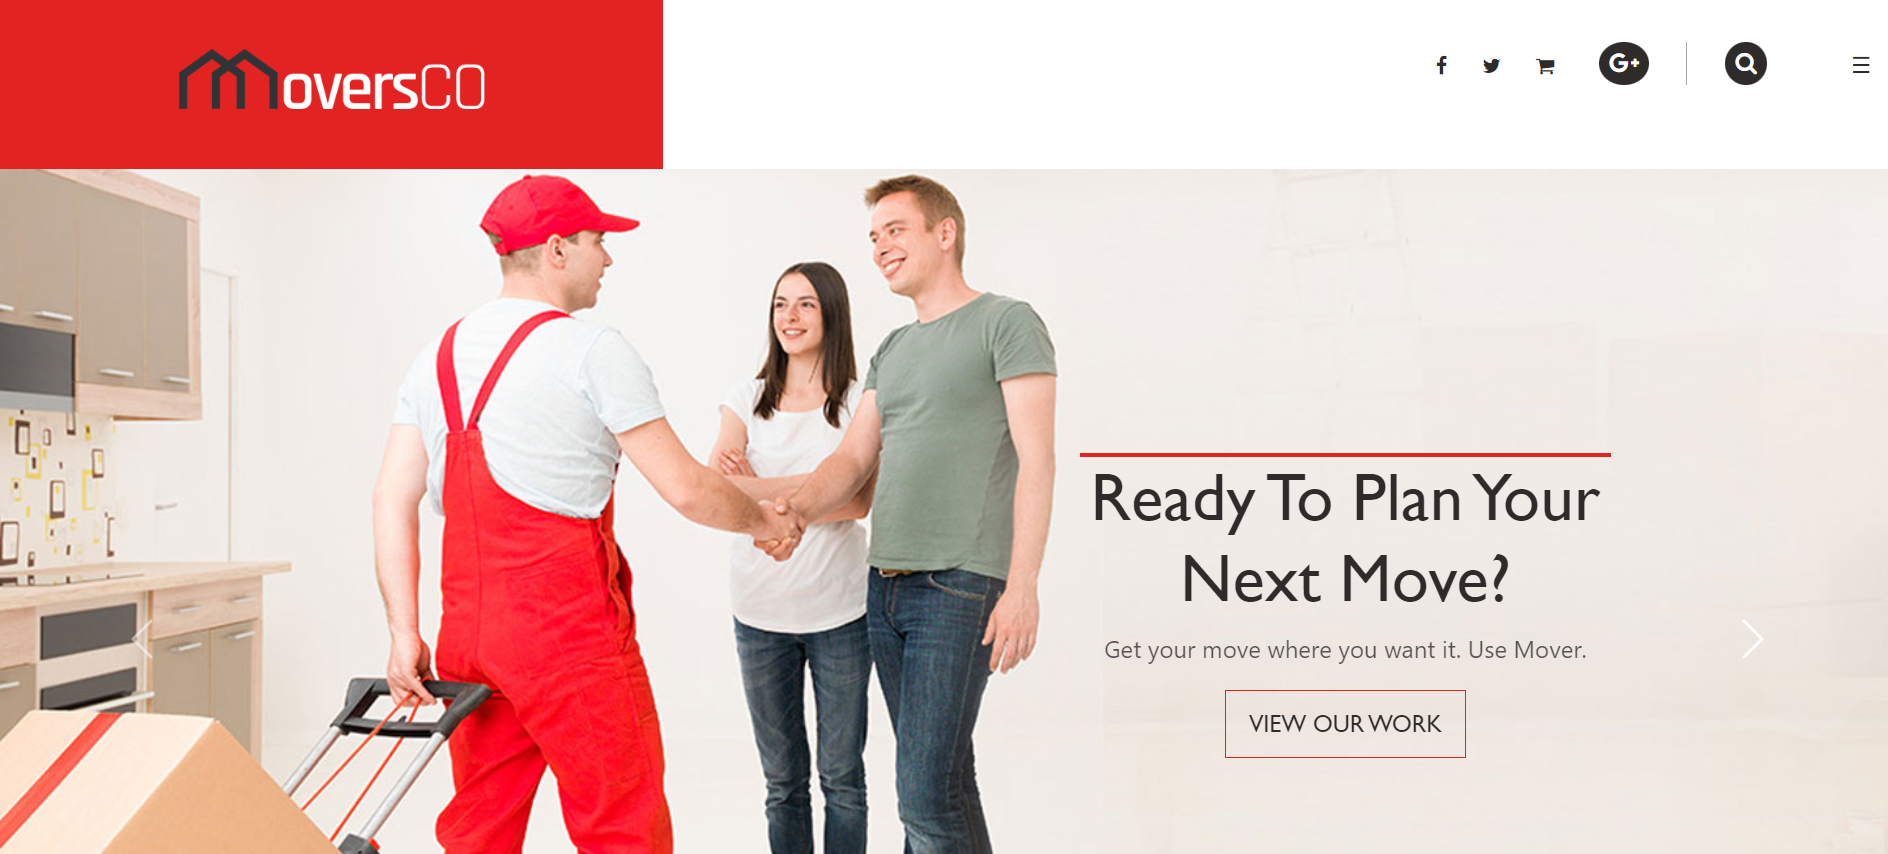 MoversCO
G+
Ready To Plan Your
Next Move?
Get your move where you want it. Use Mover.
VIEW OUR WORK